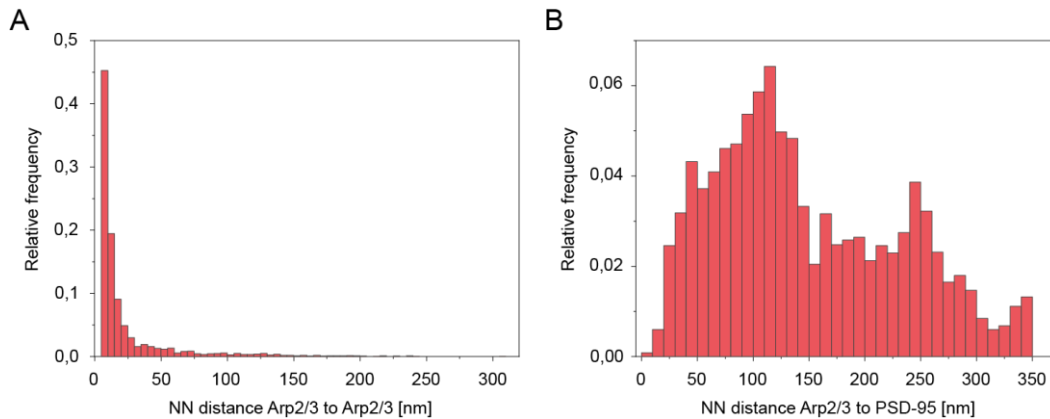 A
Relative frequency
0,5
0,4
0,3
0,2
0,1
0,0
0 50 100 150 200 250 300
NN distance Arp2/3 to Arp2/3 [nm]
B
Relative frequency
0,06
0,04
0,02
0,00
0 50 100 150 200 250 300 350
NN distance Arp2/3 to PSD-95 [nm]